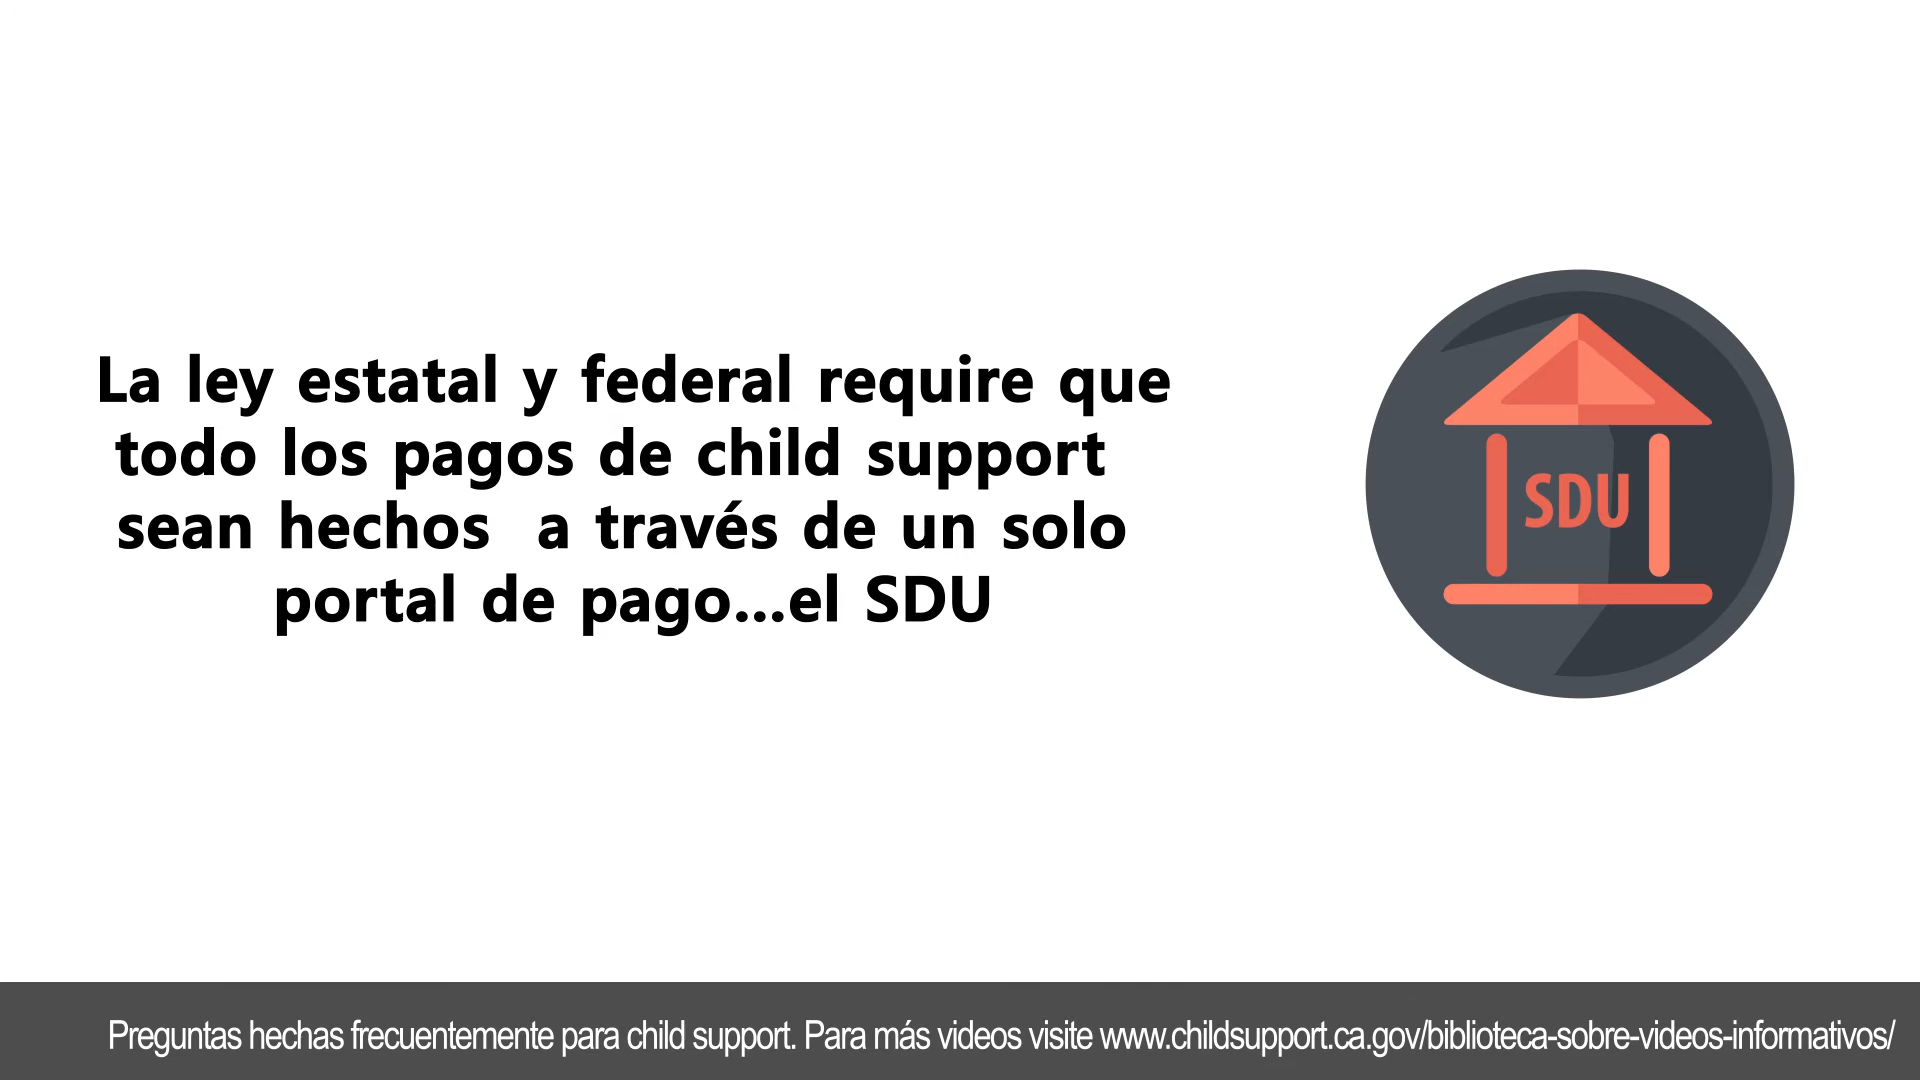 La ley estatal y federal require que
todo los pagos de child support
sean hechos  a través de un solo
portal de pago...el SDU
SDU
Preguntas hechas frecuentemente para child support. Para más videos visite www.childsupport.ca.gov/biblioteca-sobre-videos-informativos/